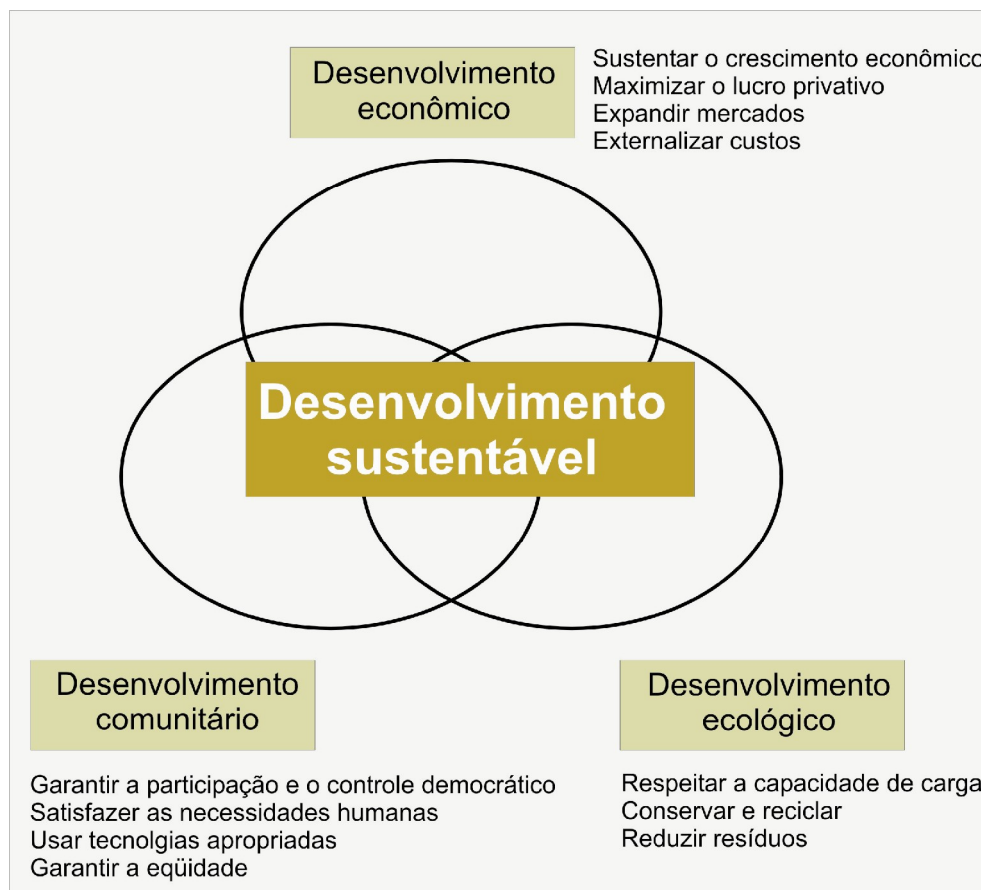 Desenvolvimento
econômico
Sustentar o crescimento econômico
Maximizar o lucro privativo
Expandir mercados
Externalizar custos
Desenvolvimento
sustentável
Desenvolvimento
comunitário
Garantir a participação e o controle democrático
Satisfazer as necessidades humanas
Usar tecnolgias apropriadas
Garantir a eqüidade
Desenvolvimento
ecológico
Respeitar a capacidade de carga
Conservar e reciclar
Reduzir resíduos